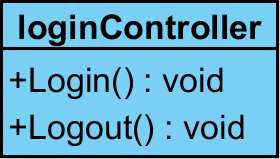 loginController
+Login() : void
+Logout() : void